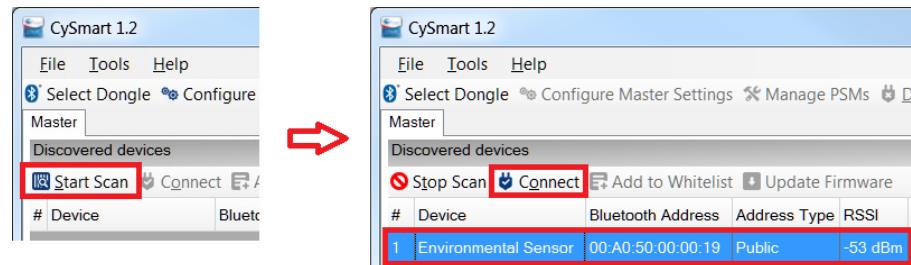 CySmart 1.2
File Tools Help
Select Dongle Configure
Master
Discovered devices
Start Scan Connect
# Device
CySmart 1.2
File Tools Help
Select Dongle Configure Master Settings Manage PSMs
Master
Discovered devices
Stop Scan Connect Add to Whitelist Update Firmware
# Device Bluetooth Address Address Type RSSI
1 Environmental Sensor 00:A0:50:00:00:19 Public -53 dBm